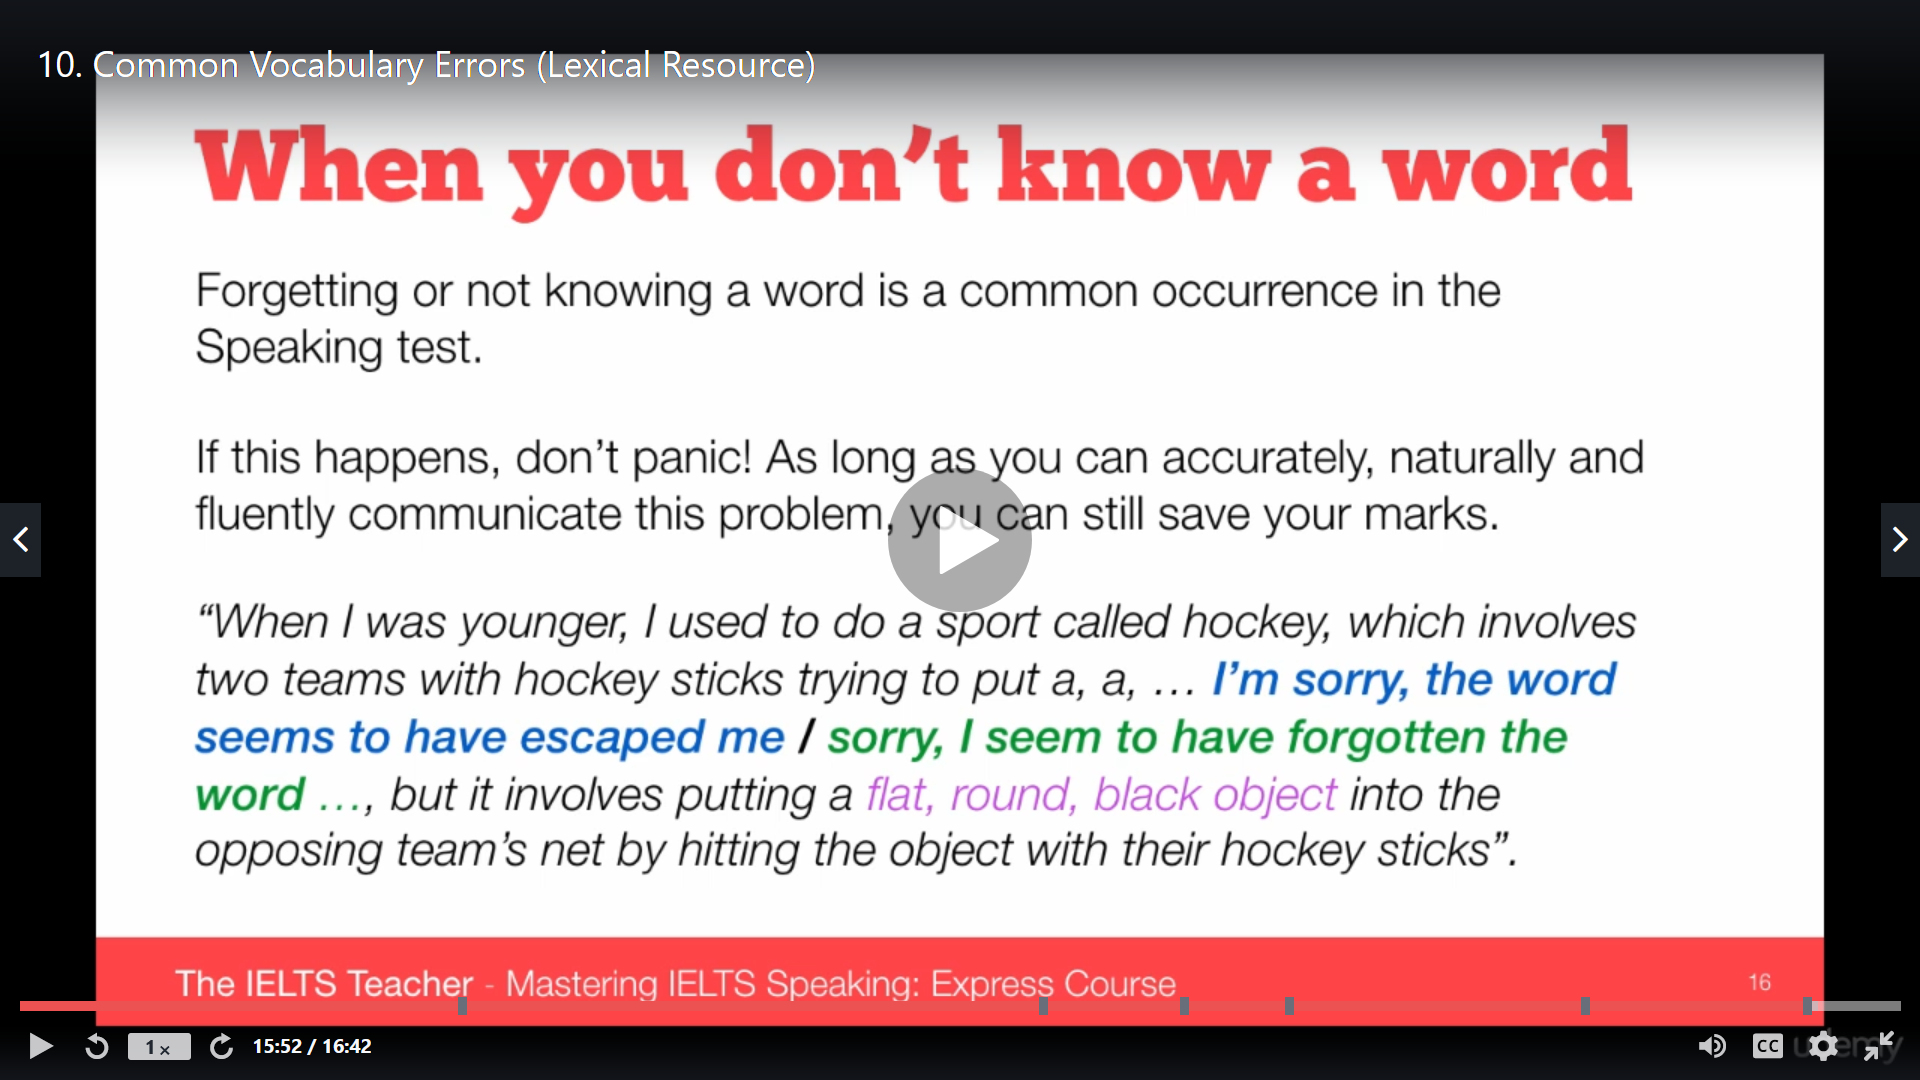 10. Common Vocabulary Errors (Lexical Resource)
When you don't know a word
Forgetting or not knowing a word is a common occurrence in the
Speaking test.
If this happens, don't panic! As long as you can accurately, naturally and
fluently communicate this problem, you can still save your marks.
“When I was younger, I used to do a sport called hockey, which involves
two teams with hockey sticks trying to put a, a, … I'm sorry, the word
seems to have escaped me / sorry, I seem to have forgotten the
word …, but it involves putting a flat, round, black object into the
opposing team's net by hitting the object with their hockey sticks”.
The IELTS Teacher - Mastering IELTS Speaking: Express Course
16
1x
15:52 / 16:42
CC
udemy